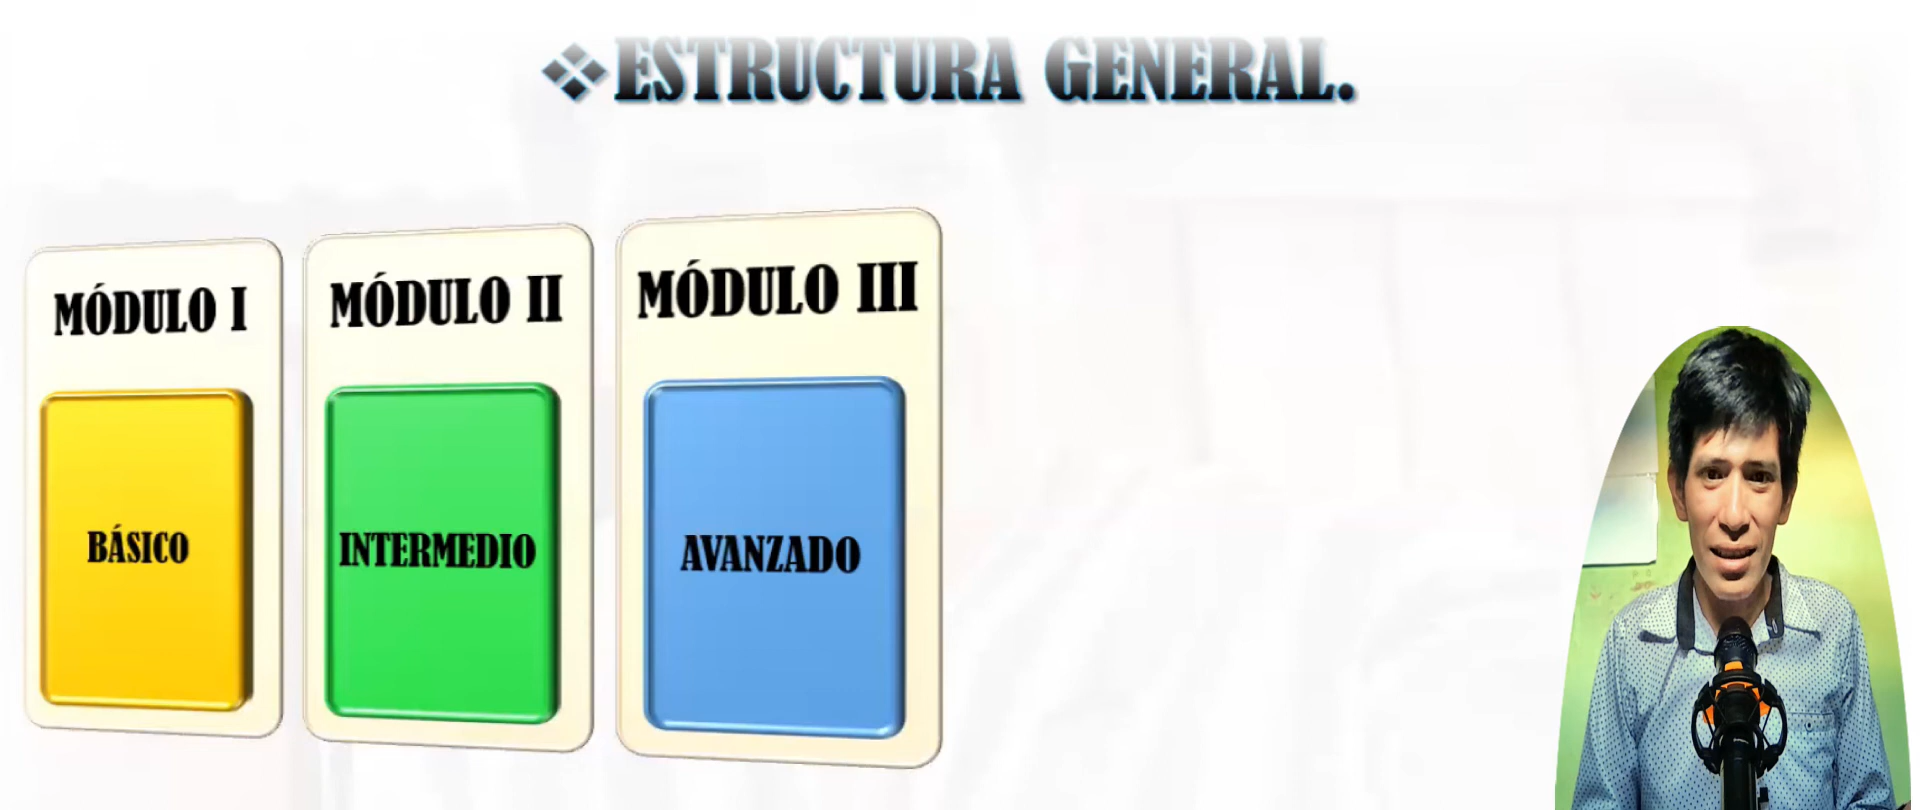 ❖ESTRUCTURA GENERAL.
MÓDULO I
BÁSICO
MÓDULO II
INTERMEDIO
MÓDULO III
AVANZADO